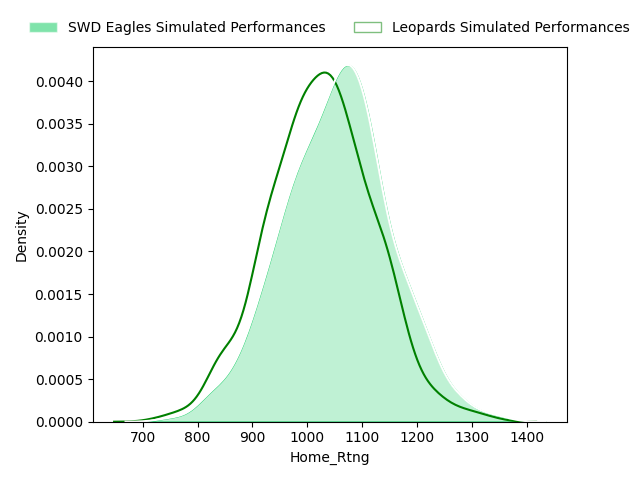 SWD Eagles Simulated Performances Leopards Simulated Performances
0.0040
0.0035
0.0030
0.0025
0.0020
0.0015
0.0010
0.0005
0.0000
Density
700 800 900 1000 1100 1200 1300 1400
Home_Rtng